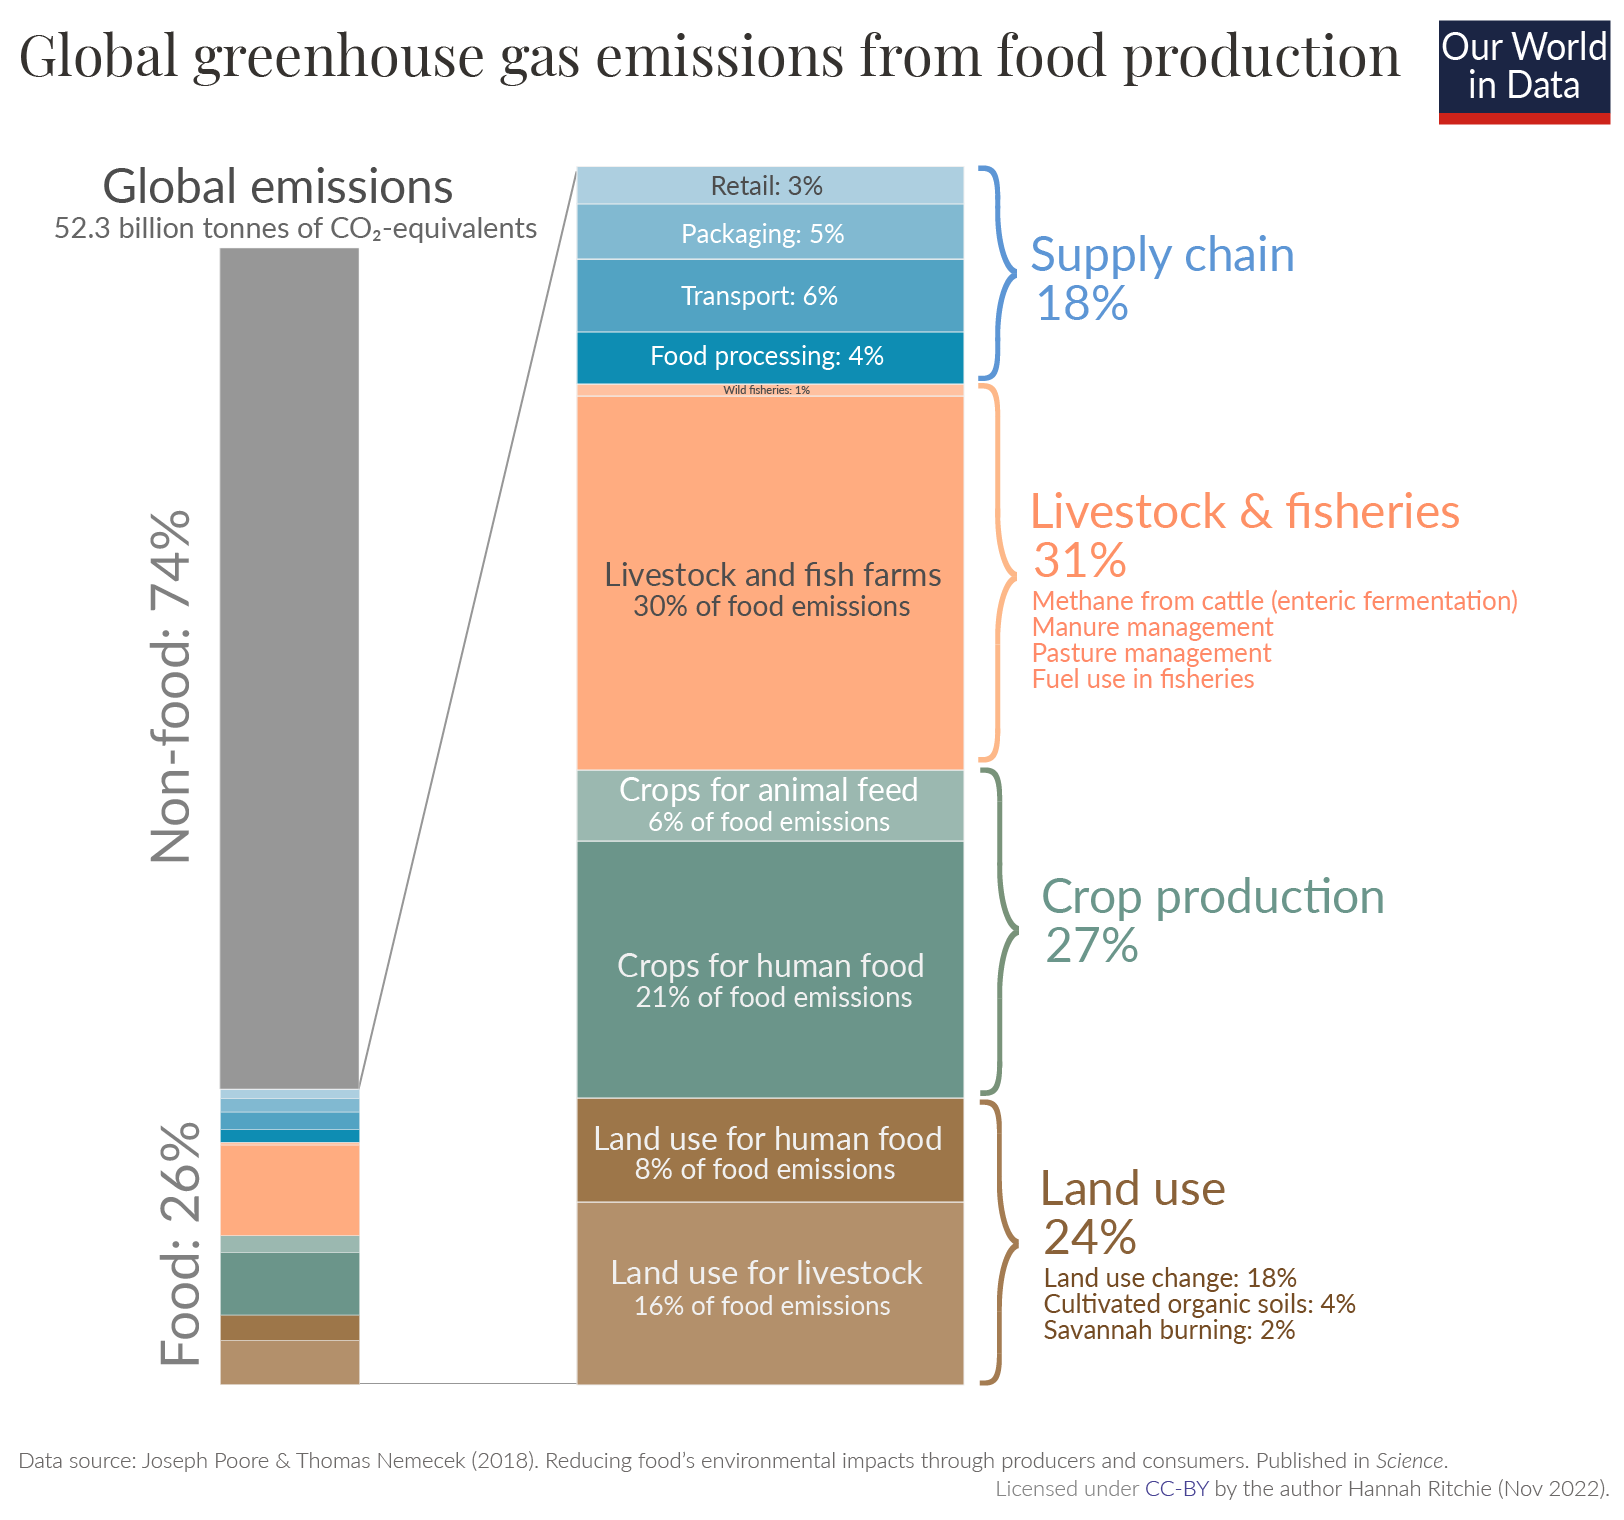 Global greenhouse gas emissions from food production
Our World
in Data
Global emissions
52.3 billion tonnes of CO₂-equivalents
Non-food: 74%
Food: 26%
Retail: 3%
Packaging: 5%
Transport: 6%
Food processing: 4%
Wild fisheries: 1%
Livestock and fish farms
30% of food emissions
Crops for animal feed
6% of food emissions
Crops for human food
21% of food emissions
Land use for human food
8% of food emissions
Land use for livestock
16% of food emissions
Supply chain
18%
Livestock & fisheries
31%
Methane from cattle (enteric fermentation)
Manure management
Pasture management
Fuel use in fisheries
Crop production
27%
Land use
24%
Land use change: 18%
Cultivated organic soils: 4%
Savannah burning: 2%
Data source: Joseph Poore & Thomas Nemecek (2018). Reducing food’s environmental impacts through producers and consumers. Published in Science.
Licensed under CC-BY by the author Hannah Ritchie (Nov 2022).